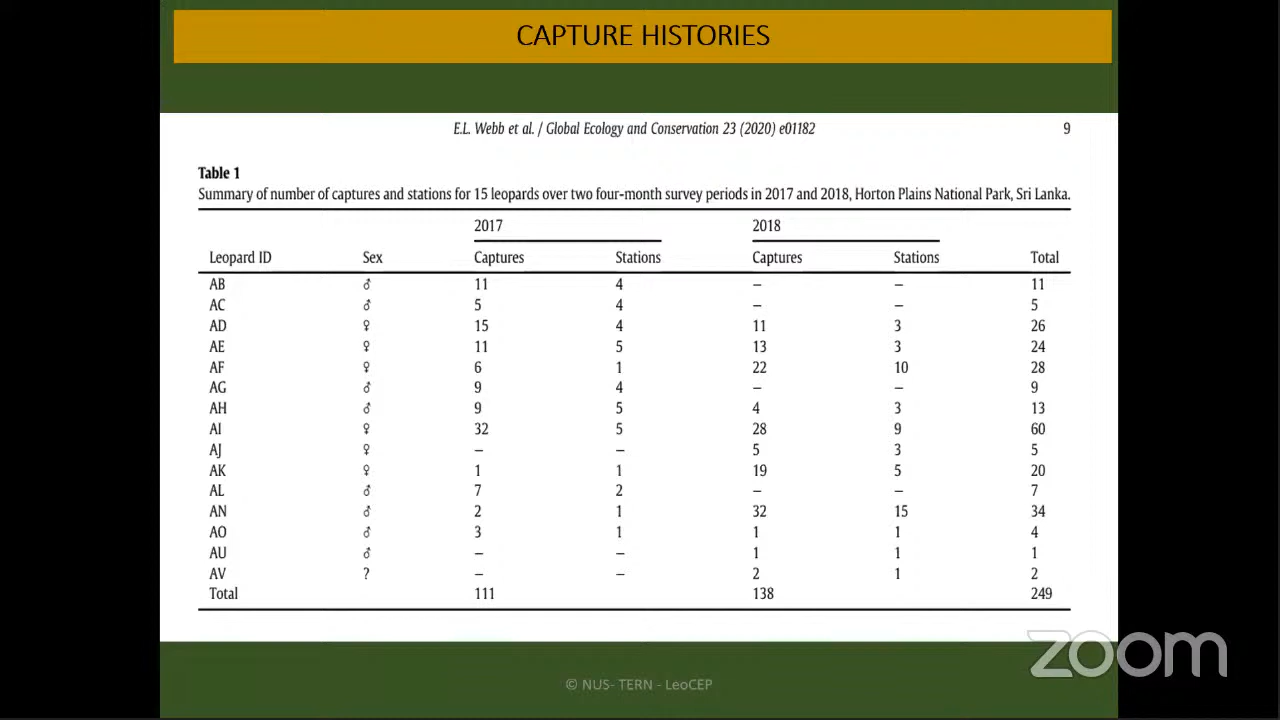 CAPTURE HISTORIES
E.L. Webb et al. / Global Ecology and Conservation 23 (2020) e01182 9
Table 1
Summary of number of captures and stations for 15 leopards over two four-month survey periods in 2017 and 2018, Horton Plains National Park, Sri Lanka.
2017 2018
Leopard ID Sex Captures Stations Captures Stations Total
AB ♂ 11 4 – – 11
AC ♂ 5 4 – – 5
AD ♀ 15 4 11 3 26
AE ♀ 11 5 13 3 24
AF ♀ 6 1 22 10 28
AG ♂ 9 4 – – 9
AH ♂ 9 5 4 3 13
AI ♀ 32 5 28 9 60
AJ ♀ – – 5 3 5
AK ♀ 1 1 19 5 20
AL ♂ 7 2 – – 7
AN ♂ 2 1 32 15 34
AO ♂ 3 1 1 1 4
AU ♂ – – 1 1 1
AV ? – – 2 1 2
Total 111 138 249
zoom
© NUS- TERN - LeoCEP